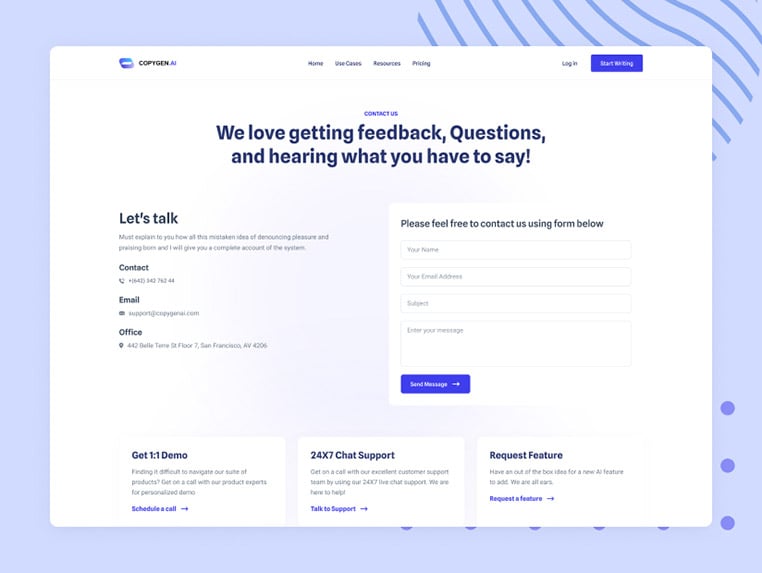 COPYGEN.AI
Home Use Cases Resources Pricing
Log in Start Writing
CONTACT US
We love getting feedback, Questions,
and hearing what you have to say!
Let's talk
Must explain to you how all this mistaken idea of denouncing pleasure and
praising born and I will give you a complete account of the system.
Contact
+(642) 342 762 44
Email
support@copygenai.com
Office
442 Belle Terre St Floor 7, San Francisco, AV 4206
Please feel free to contact us using form below
Your Name
Your Email Address
Subject
Enter your message
Send Message
Get 1:1 Demo
Finding it difficult to navigate our suite of
products? Get on a call with our product experts
for personalized demo
Schedule a call
24X7 Chat Support
Get on a call with our excellent customer support
team by using our 24X7 live chat support. We are
here to help!
Talk to Support
Request Feature
Have an out of the box idea for a new AI feature
to add. We are all ears.
Request a feature